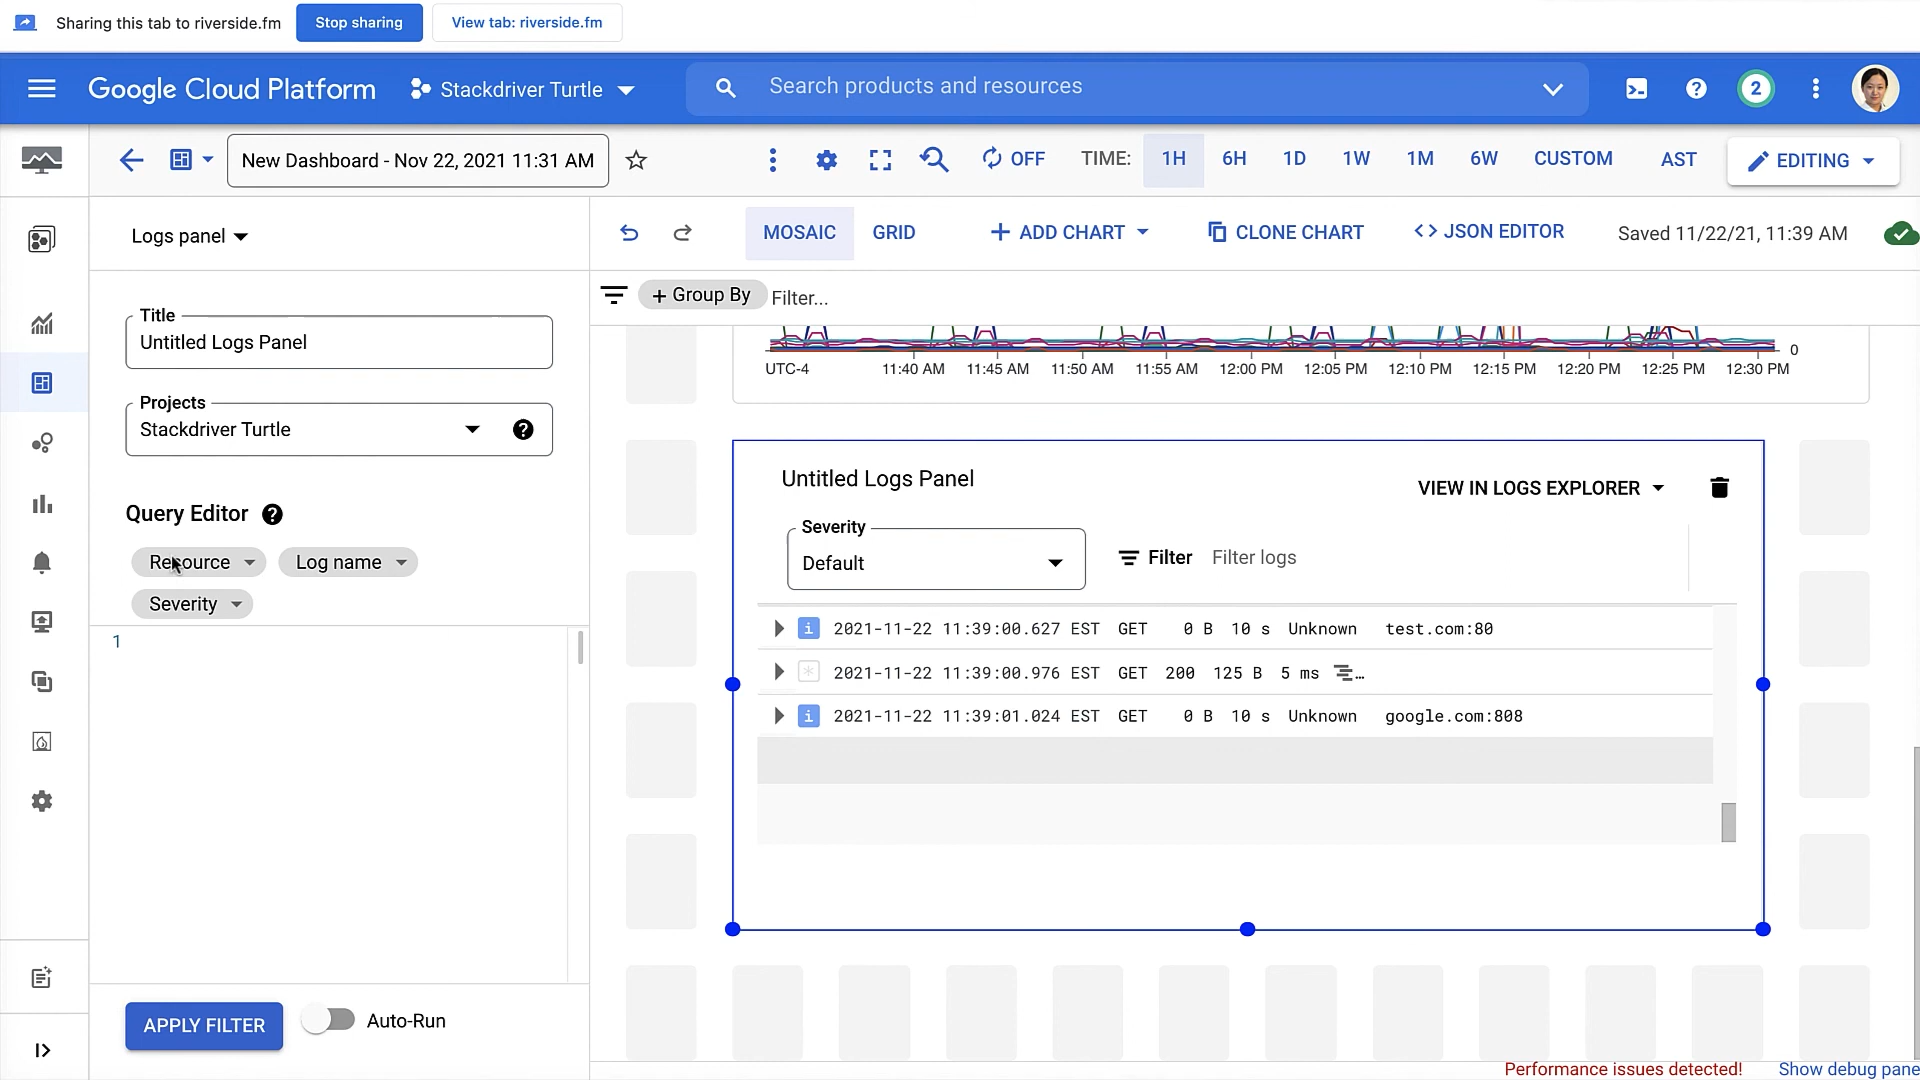 Sharing this tab to riverside.fm Stop sharing View tab: riverside.fm
Google Cloud Platform Stackdriver Turtle Search products and resources 2
New Dashboard - Nov 22, 2021 11:31 AM OFF TIME: 1H 6H 1D 1W 1M 6W CUSTOM AST EDITING
Logs panel
MOSAIC GRID + ADD CHART CLONE CHART <> JSON EDITOR Saved 11/22/21, 11:39 AM
+ Group By Filter...
Title
Untitled Logs Panel
Projects
Stackdriver Turtle ?
Query Editor ?
Resource Log name
Severity
1
APPLY FILTER Auto-Run
0
UTC-4 11:40 AM 11:45 AM 11:50 AM 11:55 AM 12:00 PM 12:05 PM 12:10 PM 12:15 PM 12:20 PM 12:25 PM 12:30 PM
Untitled Logs Panel VIEW IN LOGS EXPLORER
Severity
Default Filter Filter logs
i 2021-11-22 11:39:00.627 EST GET 0 B 10 s Unknown test.com:80
* 2021-11-22 11:39:00.976 EST GET 200 125 B 5 ms …
i 2021-11-22 11:39:01.024 EST GET 0 B 10 s Unknown google.com:808
Performance issues detected! Show debug pane